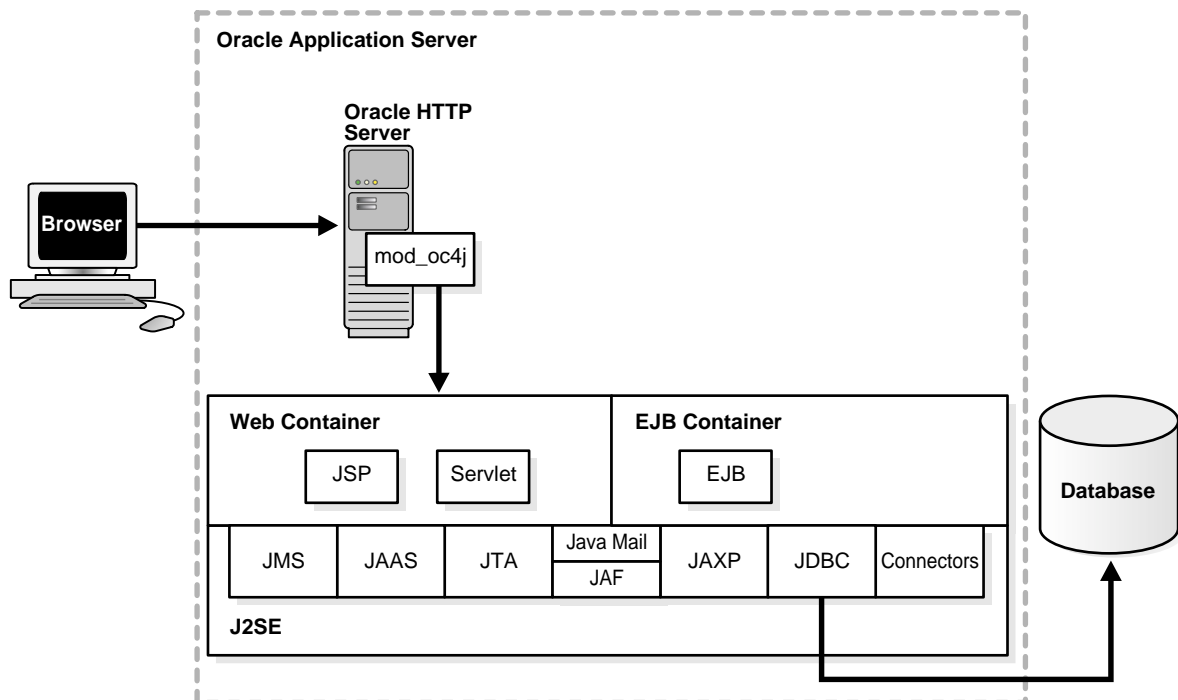 Oracle Application Server
Oracle HTTP
Server
Browser
mod_oc4j
Web Container
EJB Container
JSP
Servlet
EJB
Database
JMS
JAAS
JTA
Java Mail
JAF
JAXP
JDBC
Connectors
J2SE